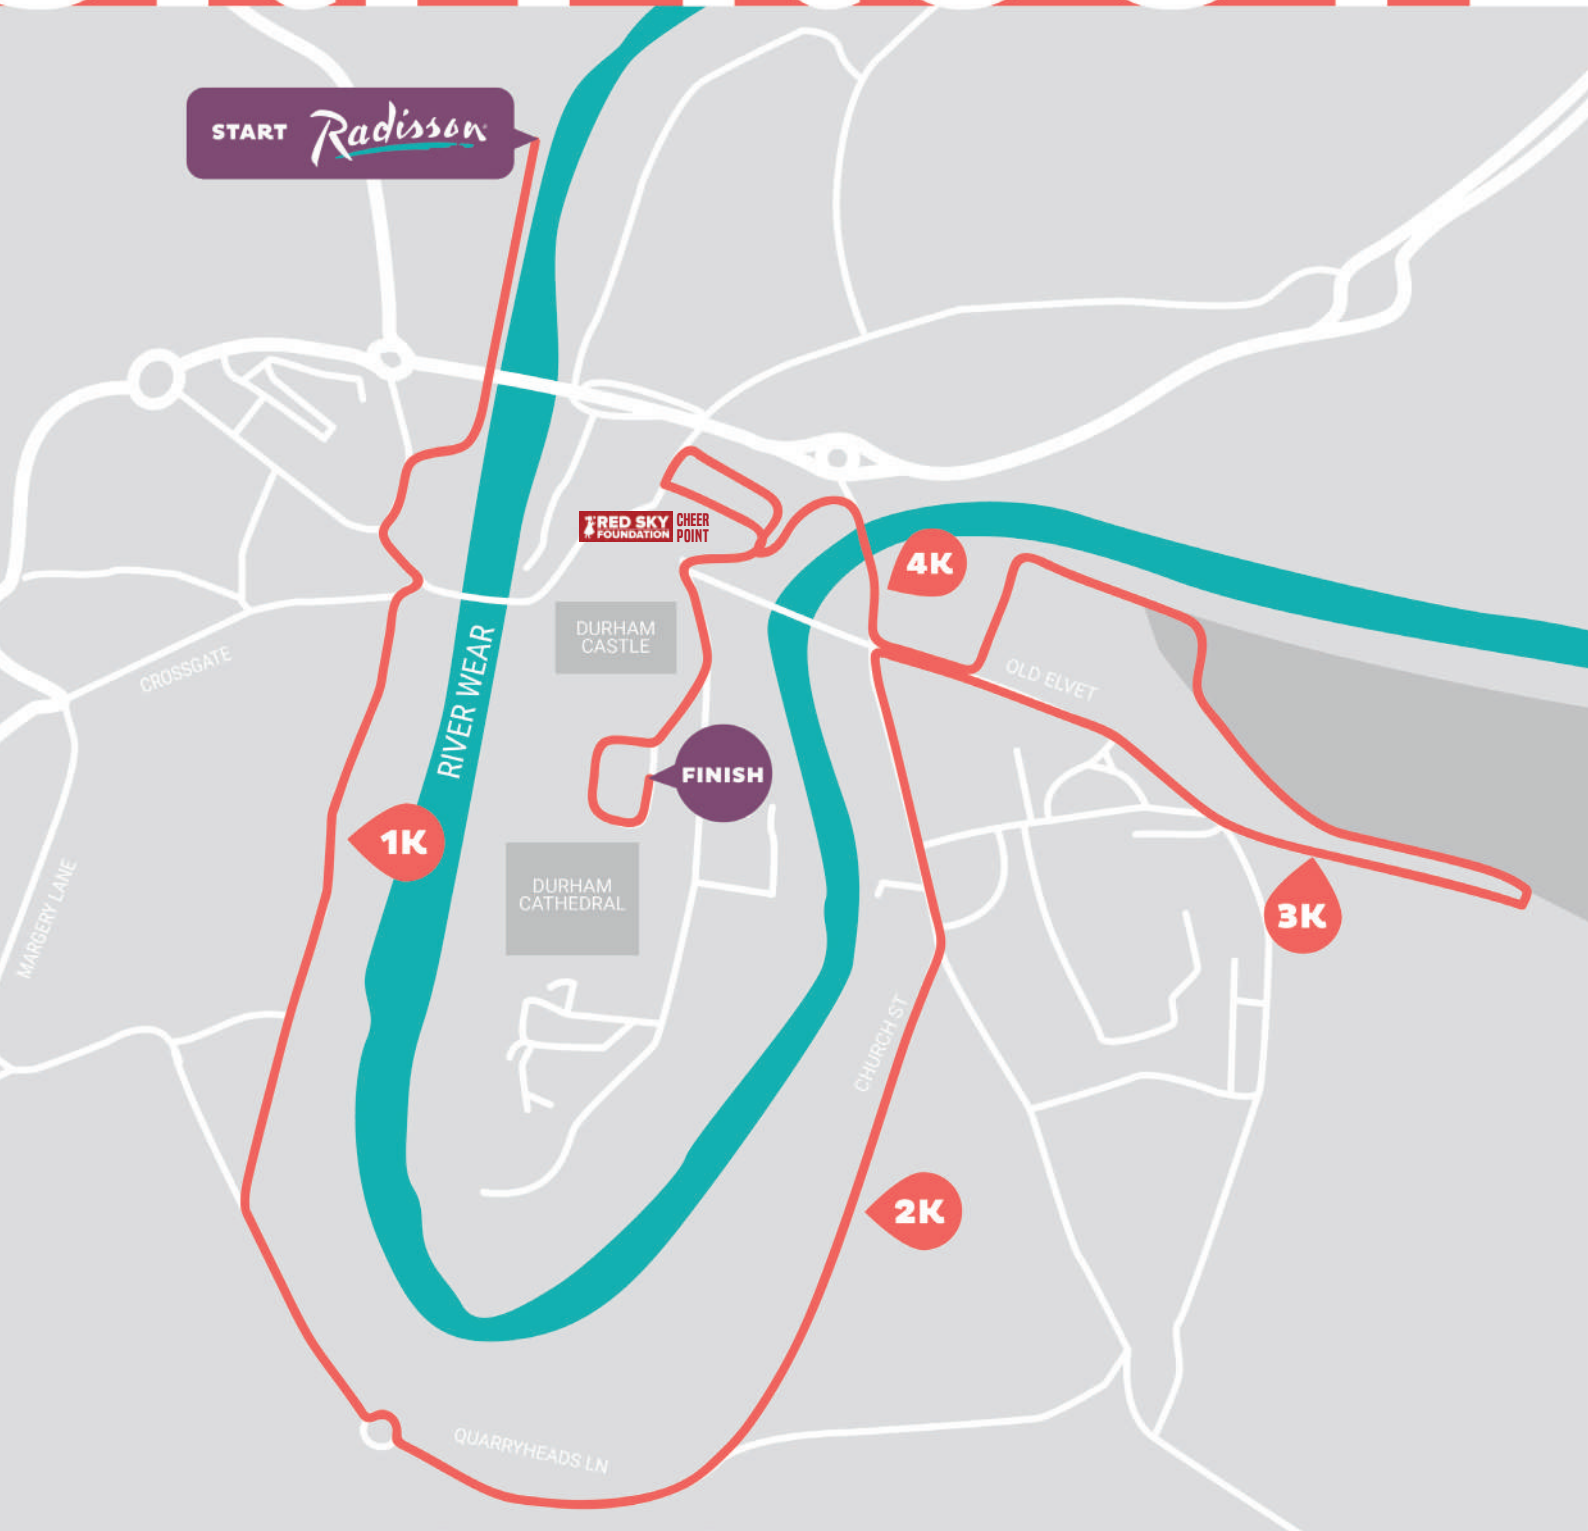 START Radisson
RED SKY
FOUNDATION
CHEER
POINT
4K
DURHAM
CASTLE
RIVER WEAR
CROSSGATE
OLD ELVET
FINISH
1K
DURHAM
CATHEDRAL
MARGERY LANE
3K
CHURCH ST
2K
QUARRYHEADS LN